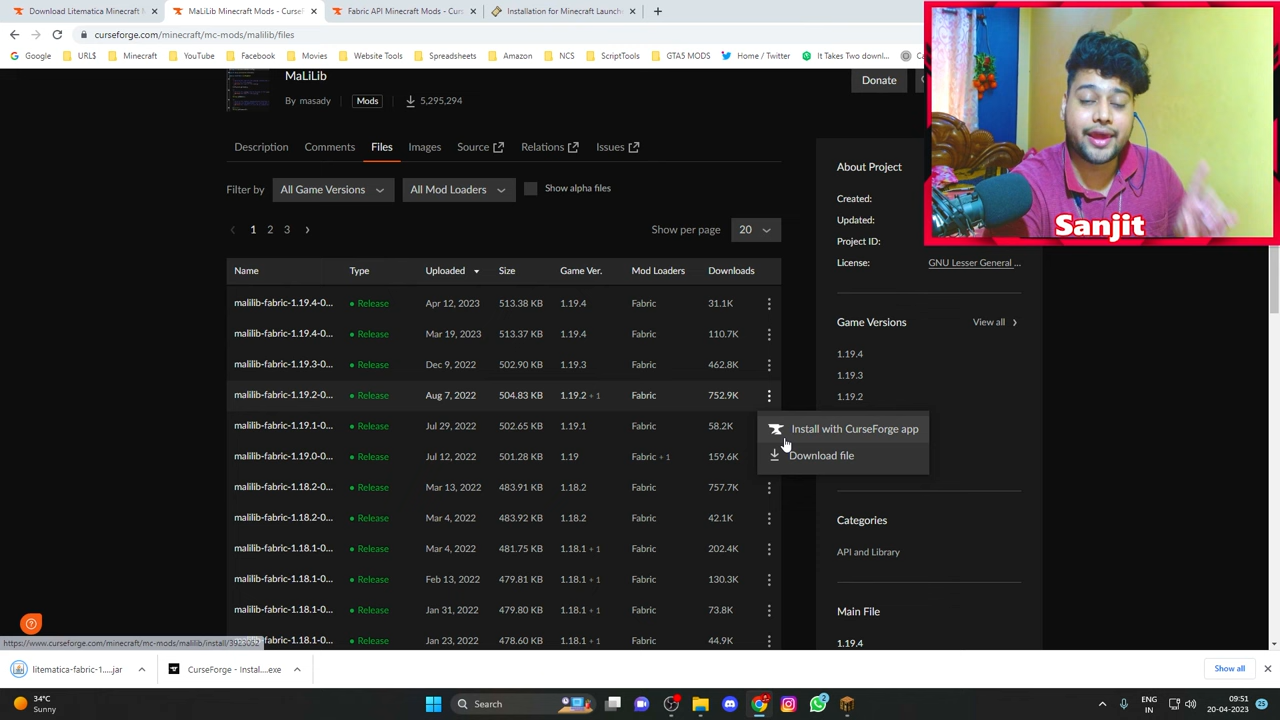 Download Litematica Minecraft M
MaLiLib Minecraft Mods - CurseF
Fabric API Minecraft Mods - Curs
Installation for Minecraft Launch
curseforge.com/minecraft/mc-mods/malilib/files
Google
URL$
Minecraft
YouTube
Facebook
Movies
Website Tools
Spreadsheets
Amazon
NCS
ScriptTools
GTA5 MODS
Home / Twitter
It Takes Two downl...
MaLiLib
By masady
Mods
5,295,294
Donate
Sanjit
Description
Comments
Files
Images
Source
Relations
Issues
Filter by
All Game Versions
All Mod Loaders
Show alpha files
1 2 3
Show per page
20
Name Type Uploaded Size Game Ver. Mod Loaders Downloads
malilib-fabric-1.19.4-0... Release Apr 12, 2023 513.38 KB 1.19.4 Fabric 31.1K
malilib-fabric-1.19.4-0... Release Mar 19, 2023 513.37 KB 1.19.4 Fabric 110.7K
malilib-fabric-1.19.3-0... Release Dec 9, 2022 502.90 KB 1.19.3 Fabric 462.8K
malilib-fabric-1.19.2-0... Release Aug 7, 2022 504.83 KB 1.19.2 + 1 Fabric 752.9K
malilib-fabric-1.19.1-0... Release Jul 29, 2022 502.65 KB 1.19.1 Fabric 58.2K
malilib-fabric-1.19.0-0... Release Jul 12, 2022 501.28 KB 1.19 Fabric + 1 159.6K
malilib-fabric-1.18.2-0... Release Mar 13, 2022 483.91 KB 1.18.2 Fabric 757.7K
malilib-fabric-1.18.2-0... Release Mar 4, 2022 483.92 KB 1.18.2 Fabric 42.1K
malilib-fabric-1.18.1-0... Release Mar 4, 2022 481.75 KB 1.18.1 + 1 Fabric 202.4K
malilib-fabric-1.18.1-0... Release Feb 13, 2022 479.81 KB 1.18.1 + 1 Fabric 130.3K
malilib-fabric-1.18.1-0... Release Jan 31, 2022 479.80 KB 1.18.1 + 1 Fabric 73.8K
1.18.1-0... Release Jan 23, 2022 478.60 KB 1.18.1 + 1 Fabric 44.9K
Install with CurseForge app
Download file
About Project
Created:
Updated:
Project ID:
License:
GNU Lesser General ...
Game Versions
View all
1.19.4
1.19.3
1.19.2
Categories
API and Library
Main File
1.19.4
https://www.curseforge.com/minecraft/mc-mods/malilib/install/3923052
litematica-fabric-1....jar
CurseForge - Instal....exe
Show all
34°C
Sunny
Search
2
ENG
IN
09:51
20-04-2023